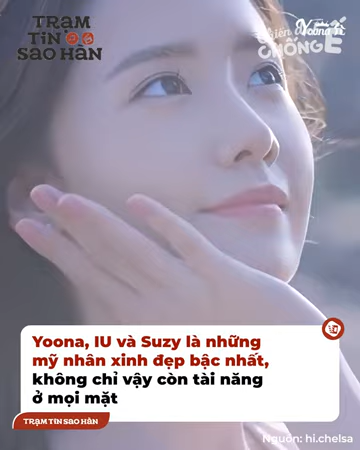 TRẠM
TIN
SAO HÀN
Yoona, IU và Suzy là những
mỹ nhân xinh đẹp bậc nhất,
không chỉ vậy còn tài năng
ở mọi mặt
TRẠM TIN SAO HÀN
Nguồn: hi.chelsa